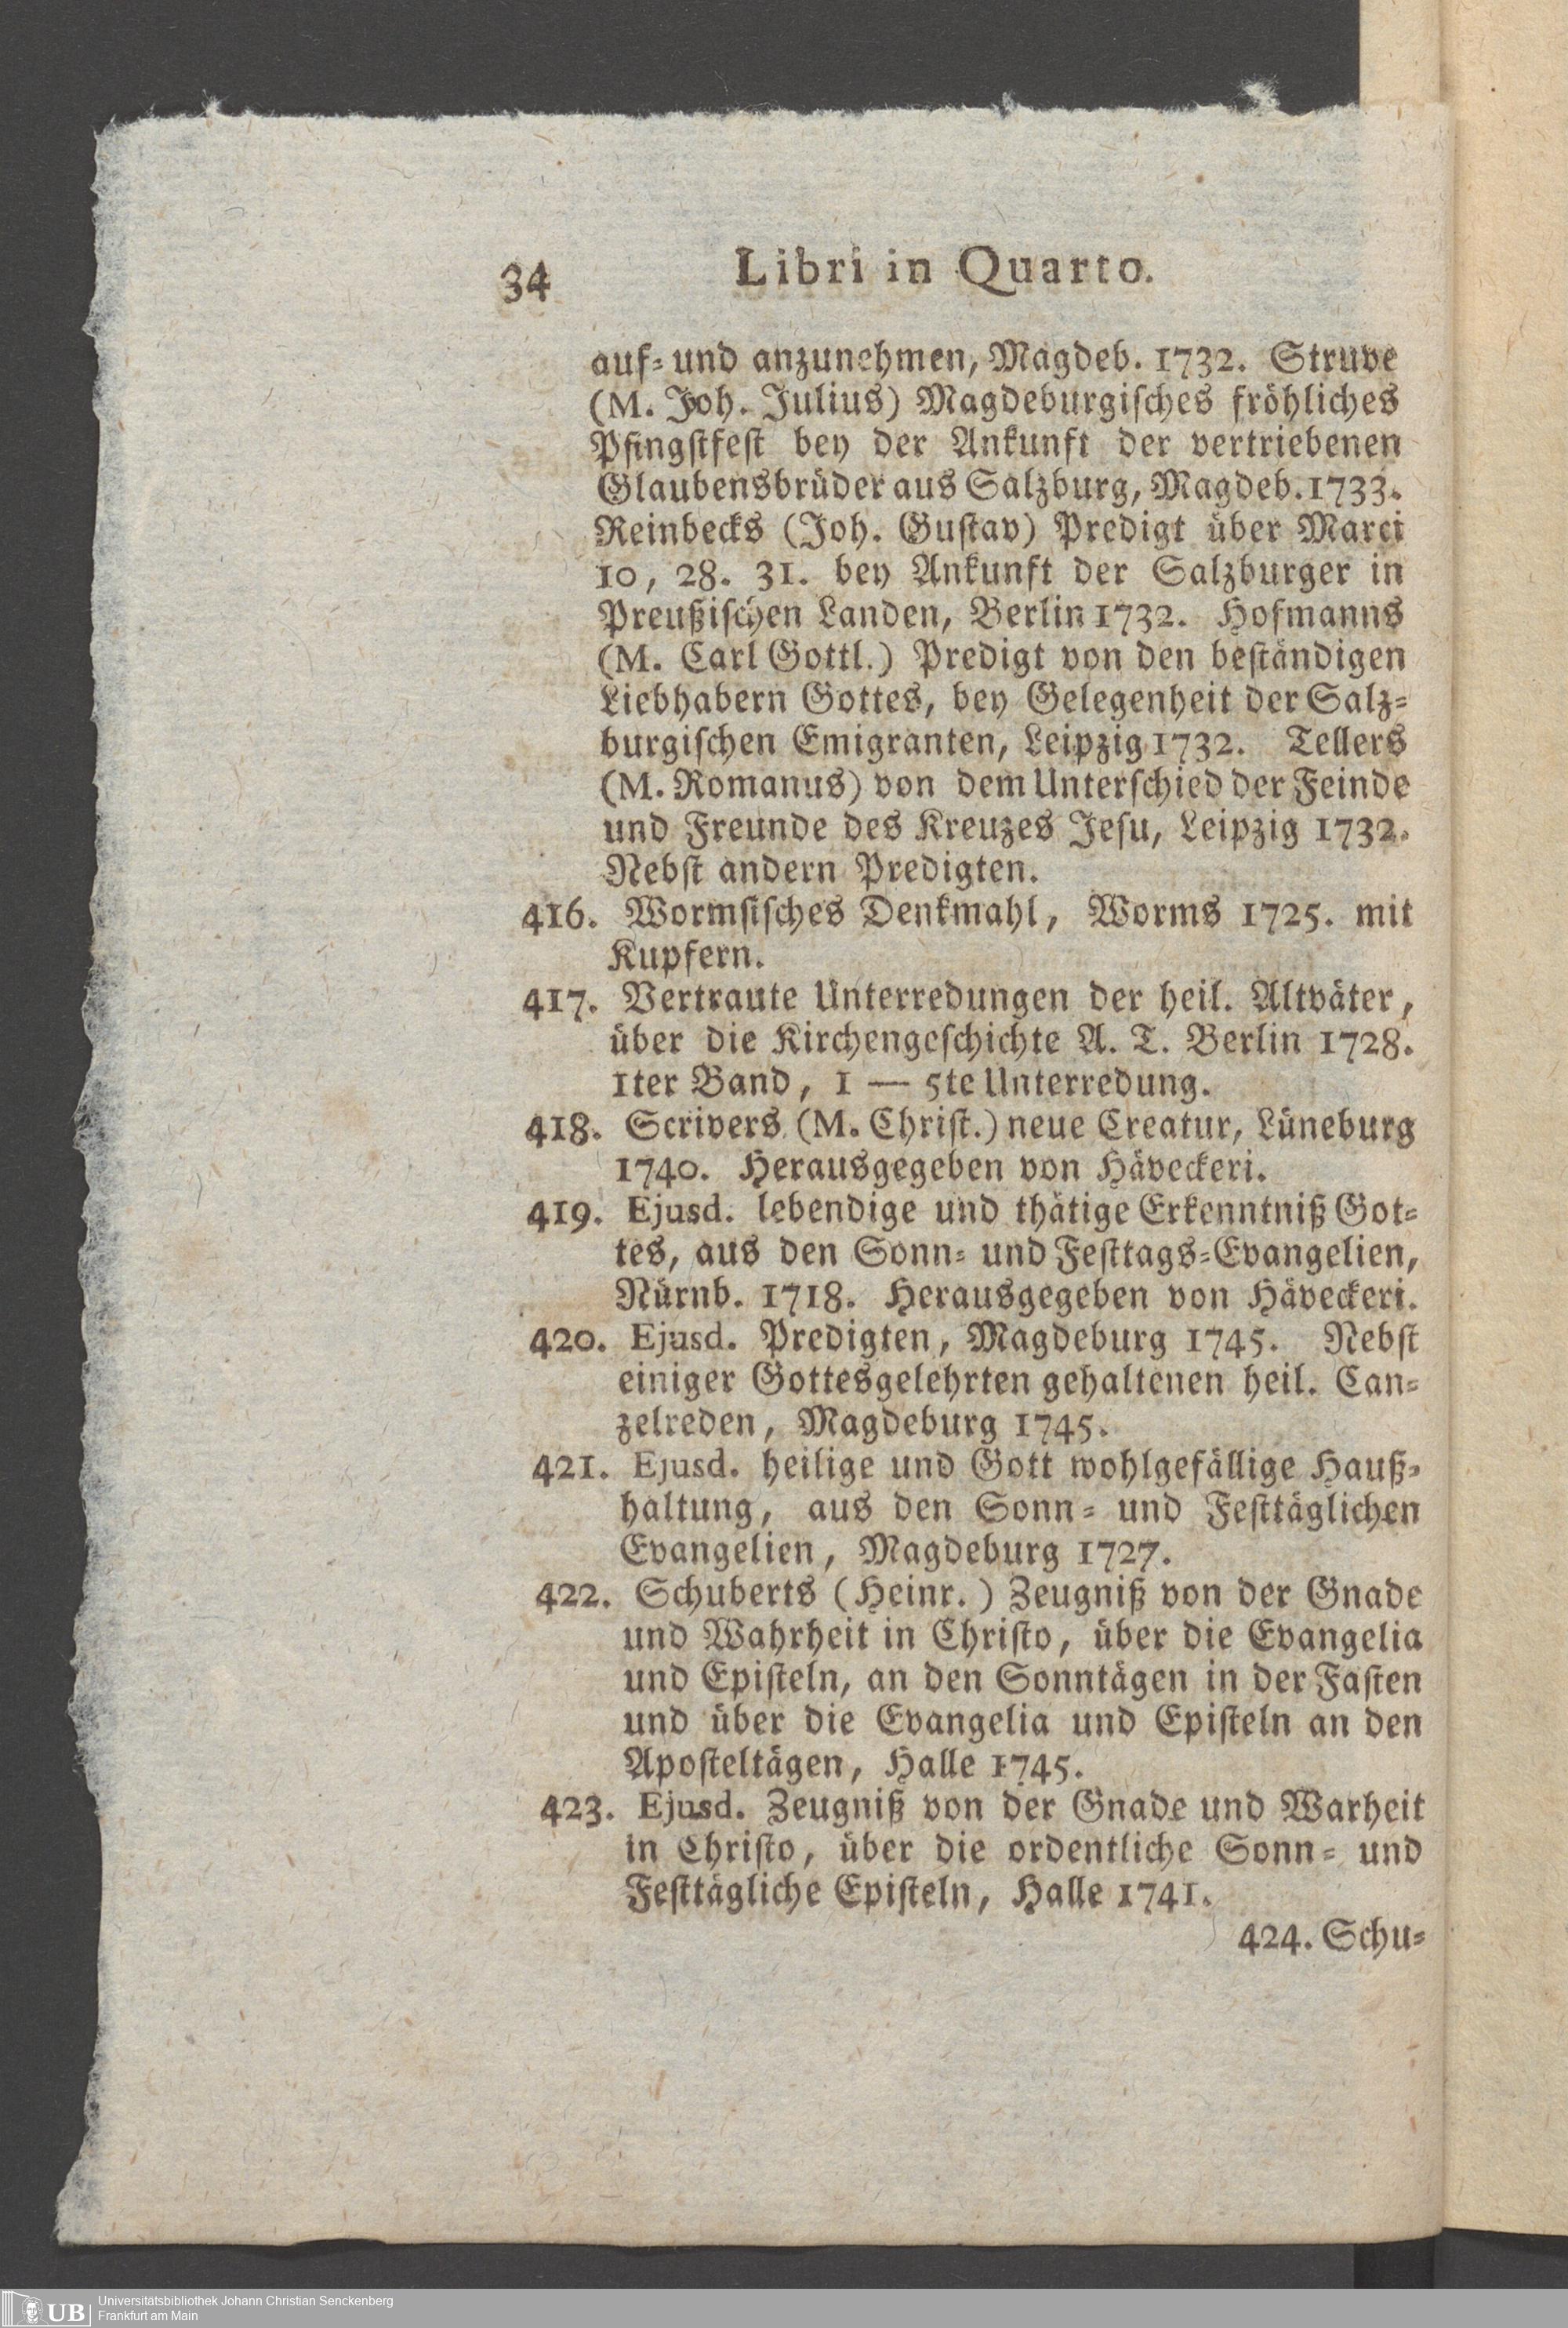 34
Libri in Quarto.
auf- und anzunehmen, Magdeb. 1732. Struve
(M. Joh. Julius) Magdeburgisches fröhliches
Pfingstfest bey der Ankunft der vertriebenen
Glaubensbrüder aus Salzburg, Magdeb. 1733.
Reinbecks (Joh. Gustav) Predigt über Marci
10, 28. 31. bey Ankunft der Salzburger in
Preußischen Landen, Berlin 1732. Hofmanns
(M. Carl Gottl.) Predigt von den beständigen
Liebhabern Gottes, bey Gelegenheit der Salz-
burgischen Emigranten, Leipzig 1732. Tellers
(M. Romanus) von dem Unterschied der Feinde
und Freunde des Kreuzes Jesu, Leipzig 1732.
Nebst andern Predigten.
416. Wormsisches Denkmahl, Worms 1725. mit
Kupfern.
417. Vertraute Unterredungen der heil. Altväter,
über die Kirchengeschichte A. T. Berlin 1728.
1ter Band, 1 — 5te Unterredung.
418. Scrivers (M. Christ.) neue Creatur, Lüneburg
1740. Herausgegeben von Häveckeri.
419. Ejusd. lebendige und thätige Erkenntniß Got-
tes, aus den Sonn- und Festtags-Evangelien,
Nürnb. 1718. Herausgegeben von Häveckeri.
420. Ejusd. Predigten, Magdeburg 1745. Nebst
einiger Gottesgelehrten gehaltenen heil. Can-
zelreden, Magdeburg 1745.
421. Ejusd. heilige und Gott wohlgefällige Hauß-
haltung, aus den Sonn- und Festtäglichen
Evangelien, Magdeburg 1727.
422. Schuberts (Heinr.) Zeugniß von der Gnade
und Wahrheit in Christo, über die Evangelia
und Episteln, an den Sonntägen in der Fasten
und über die Evangelia und Episteln an den
Aposteltägen, Halle 1745.
423. Ejusd. Zeugniß von der Gnade und Warheit
in Christo, über die ordentliche Sonn- und
Festtägliche Episteln, Halle 1741.
424. Schu-
UB
Universitätsbibliothek Johann Christian Senckenberg
Frankfurt am Main